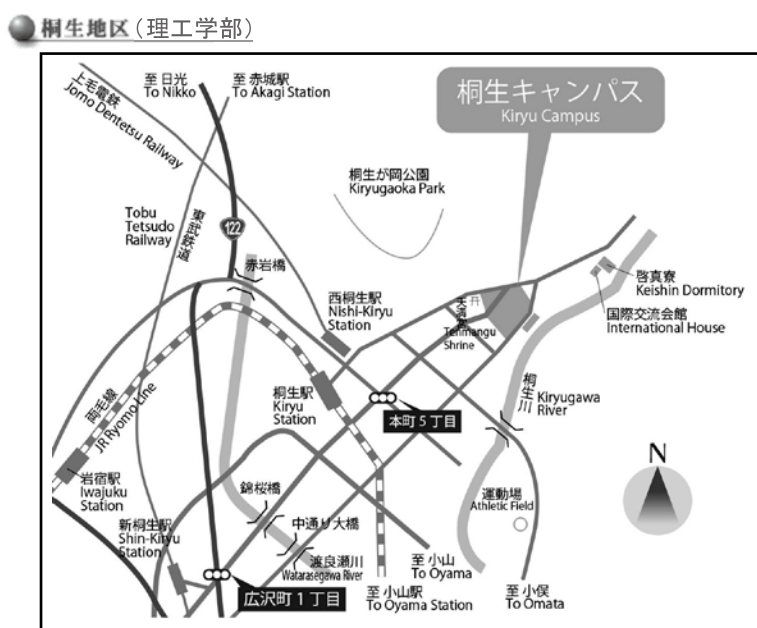 桐生地区(理工学部)
上毛電鉄
Jomo Dentetsu Railway
至 日光
To Nikko
至 赤城駅
To Akagi Station
桐生キャンパス
Kiryu Campus
桐生が岡公園
Kiryugaoka Park
Tobu
Tetsudo
Railway
東武鉄道
122
赤岩橋
西桐生駅
Nishi-Kiryu
Station
天満宮
Tenmangu
Shrine
啓真寮
Keishin Dormitory
国際交流会館
International House
両毛線
JR Ryomo Line
桐生駅
Kiryu
Station
本町5丁目
桐生川
Kiryugawa
River
岩宿駅
Iwajuku
Station
錦桜橋
中通り大橋
新桐生駅
Shin-Kiryu
Station
渡良瀬川
Watarasegawa River
運動場
Athletic Field
N
広沢町1丁目
至 小山
To Oyama
至 小山駅
To Oyama Station
至 小俣
To Omata